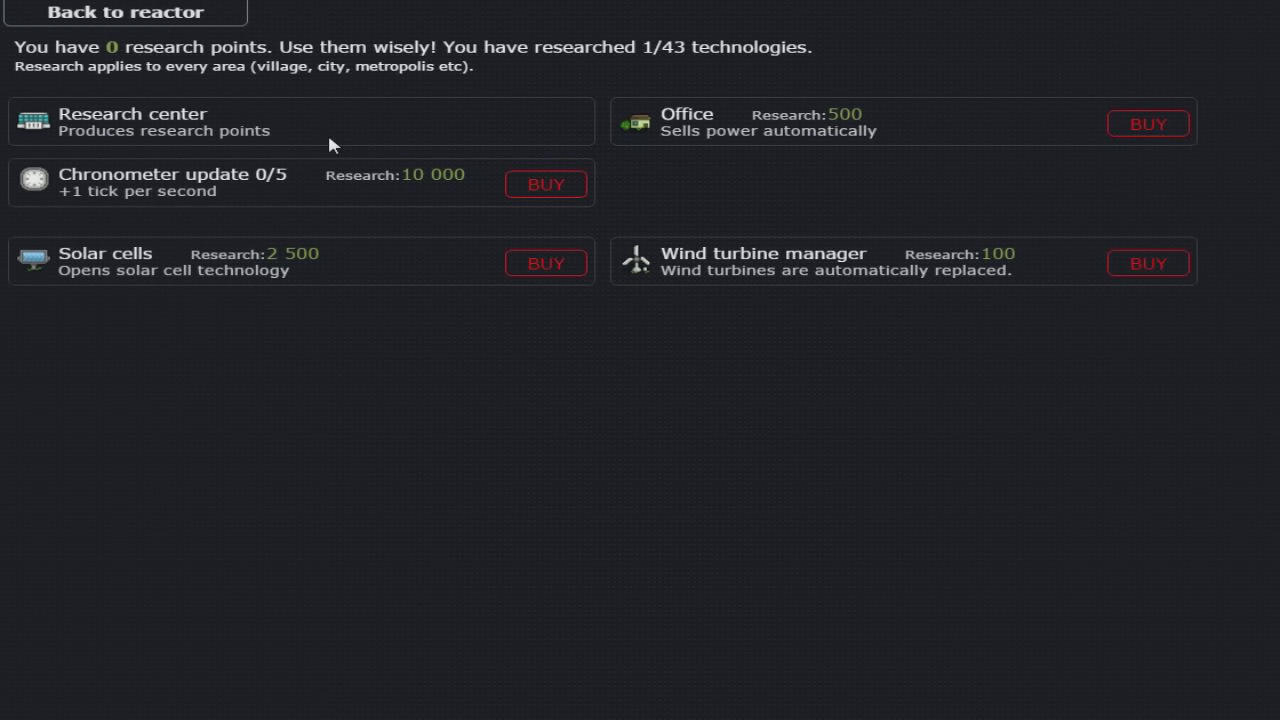 Back to reactor
You have 0 research points. Use them wisely! You have researched 1/43 technologies.
Research applies to every area (village, city, metropolis etc).
Research center
Produces research points
Office Research:500 BUY
Sells power automatically
Chronometer update 0/5 Research:10 000 BUY
+1 tick per second
Solar cells Research:2 500 BUY
Opens solar cell technology
Wind turbine manager Research:100 BUY
Wind turbines are automatically replaced.